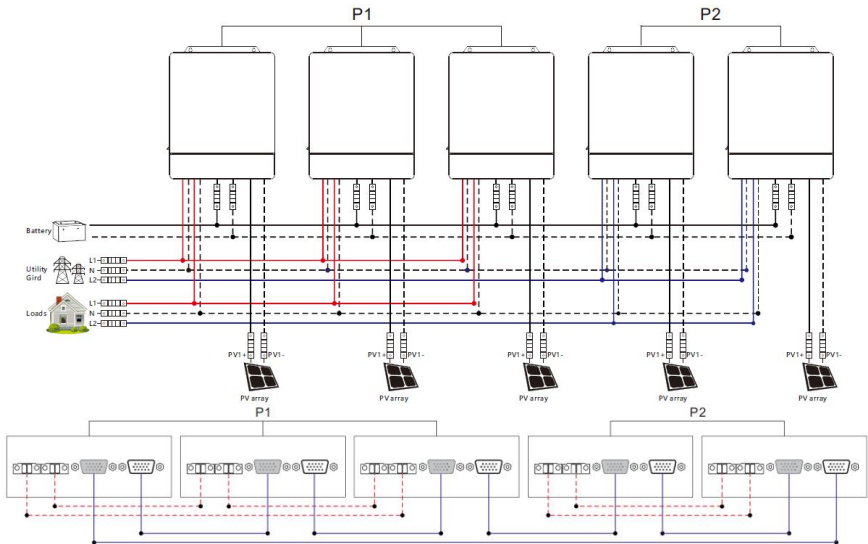 P1 P2
Battery
Utility
Gird
L1
N
L2
Loads
L1
N
L2
PV1+ PV1- PV1+ PV1- PV1+ PV1- PV1+ PV1- PV1+ PV1-
PV array PV array PV array PV array PV array
P1 P2